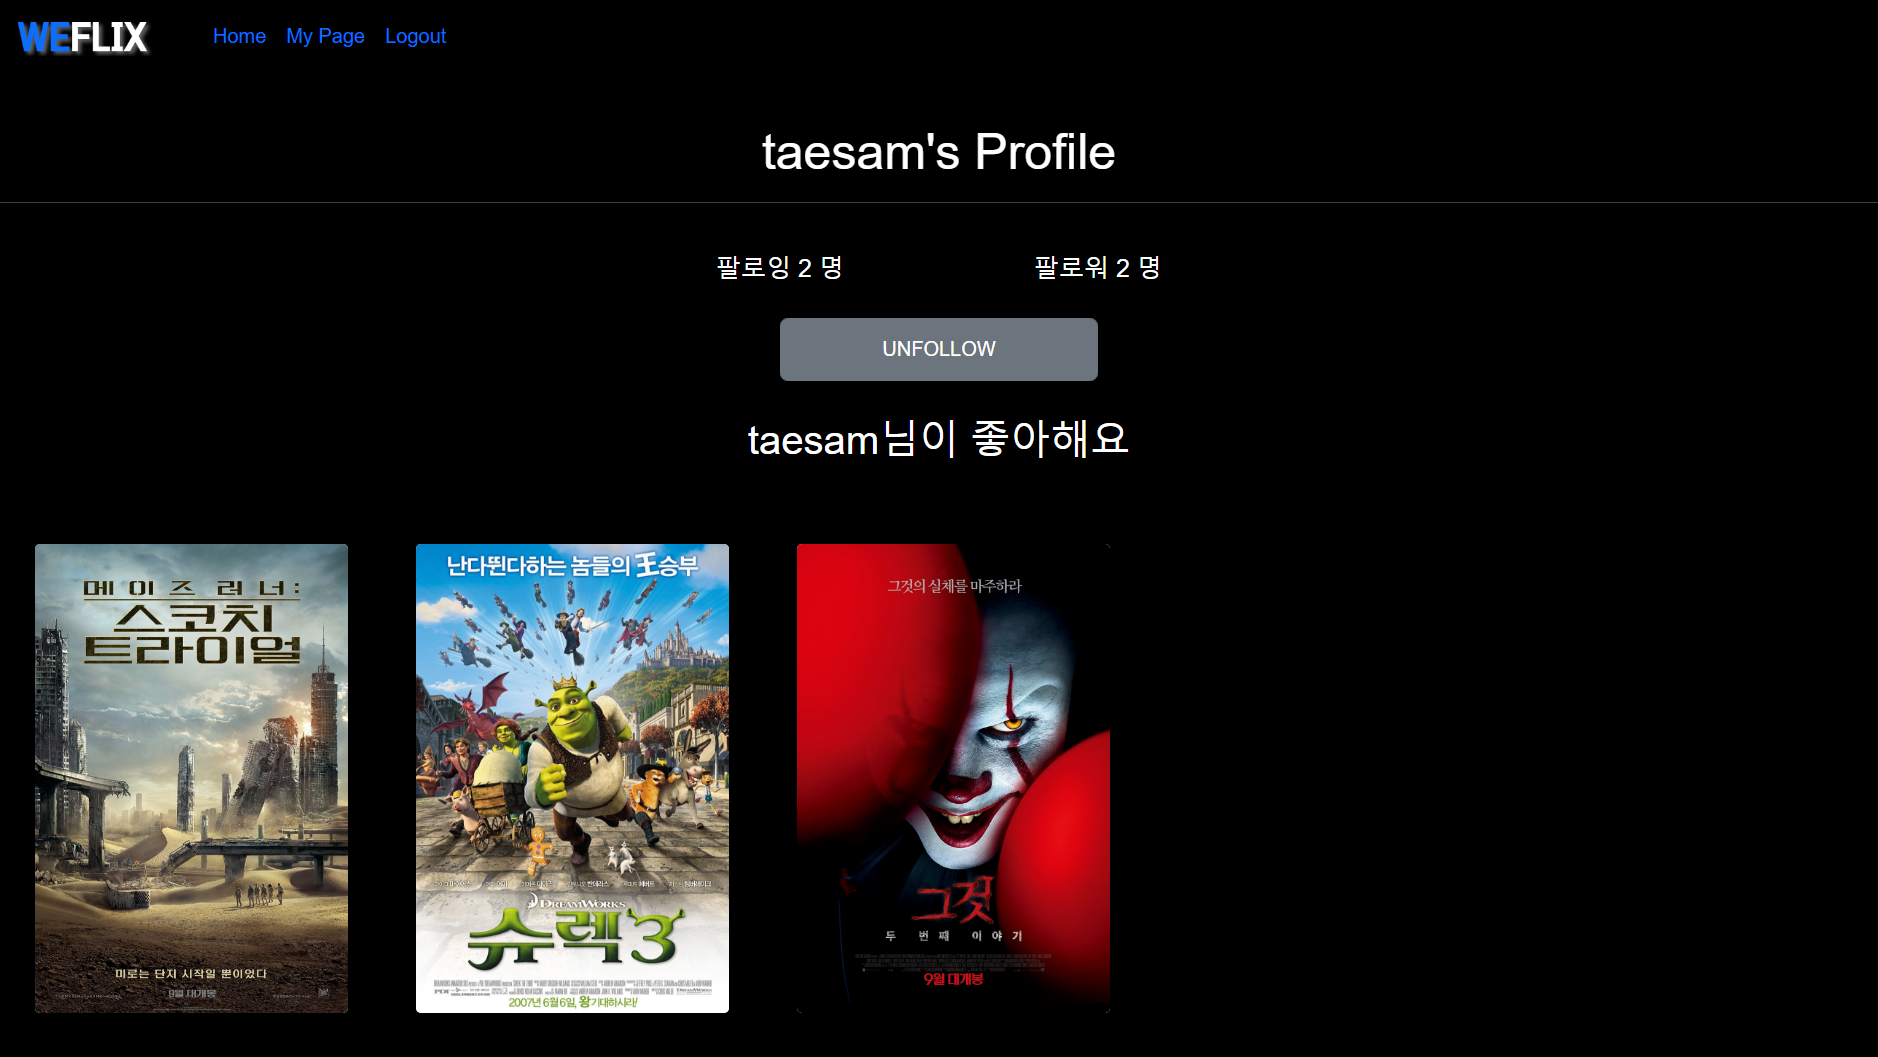 WEFLIX
Home My Page Logout
taesam's Profile
팔로잉 2 명 팔로워 2 명
UNFOLLOW
taesam님이 좋아해요
메이즈 러너:
스코치
트라이얼
미로는 단지 시작일 뿐이었다
9월 대개봉
난다뛴다하는 놈들의 王승부
DREAMWORKS
슈렉3
2007년 6월 6일, 왕기대하시라!
그것의 실체를 마주하라
그것
두 번째 이야기
9월 대개봉